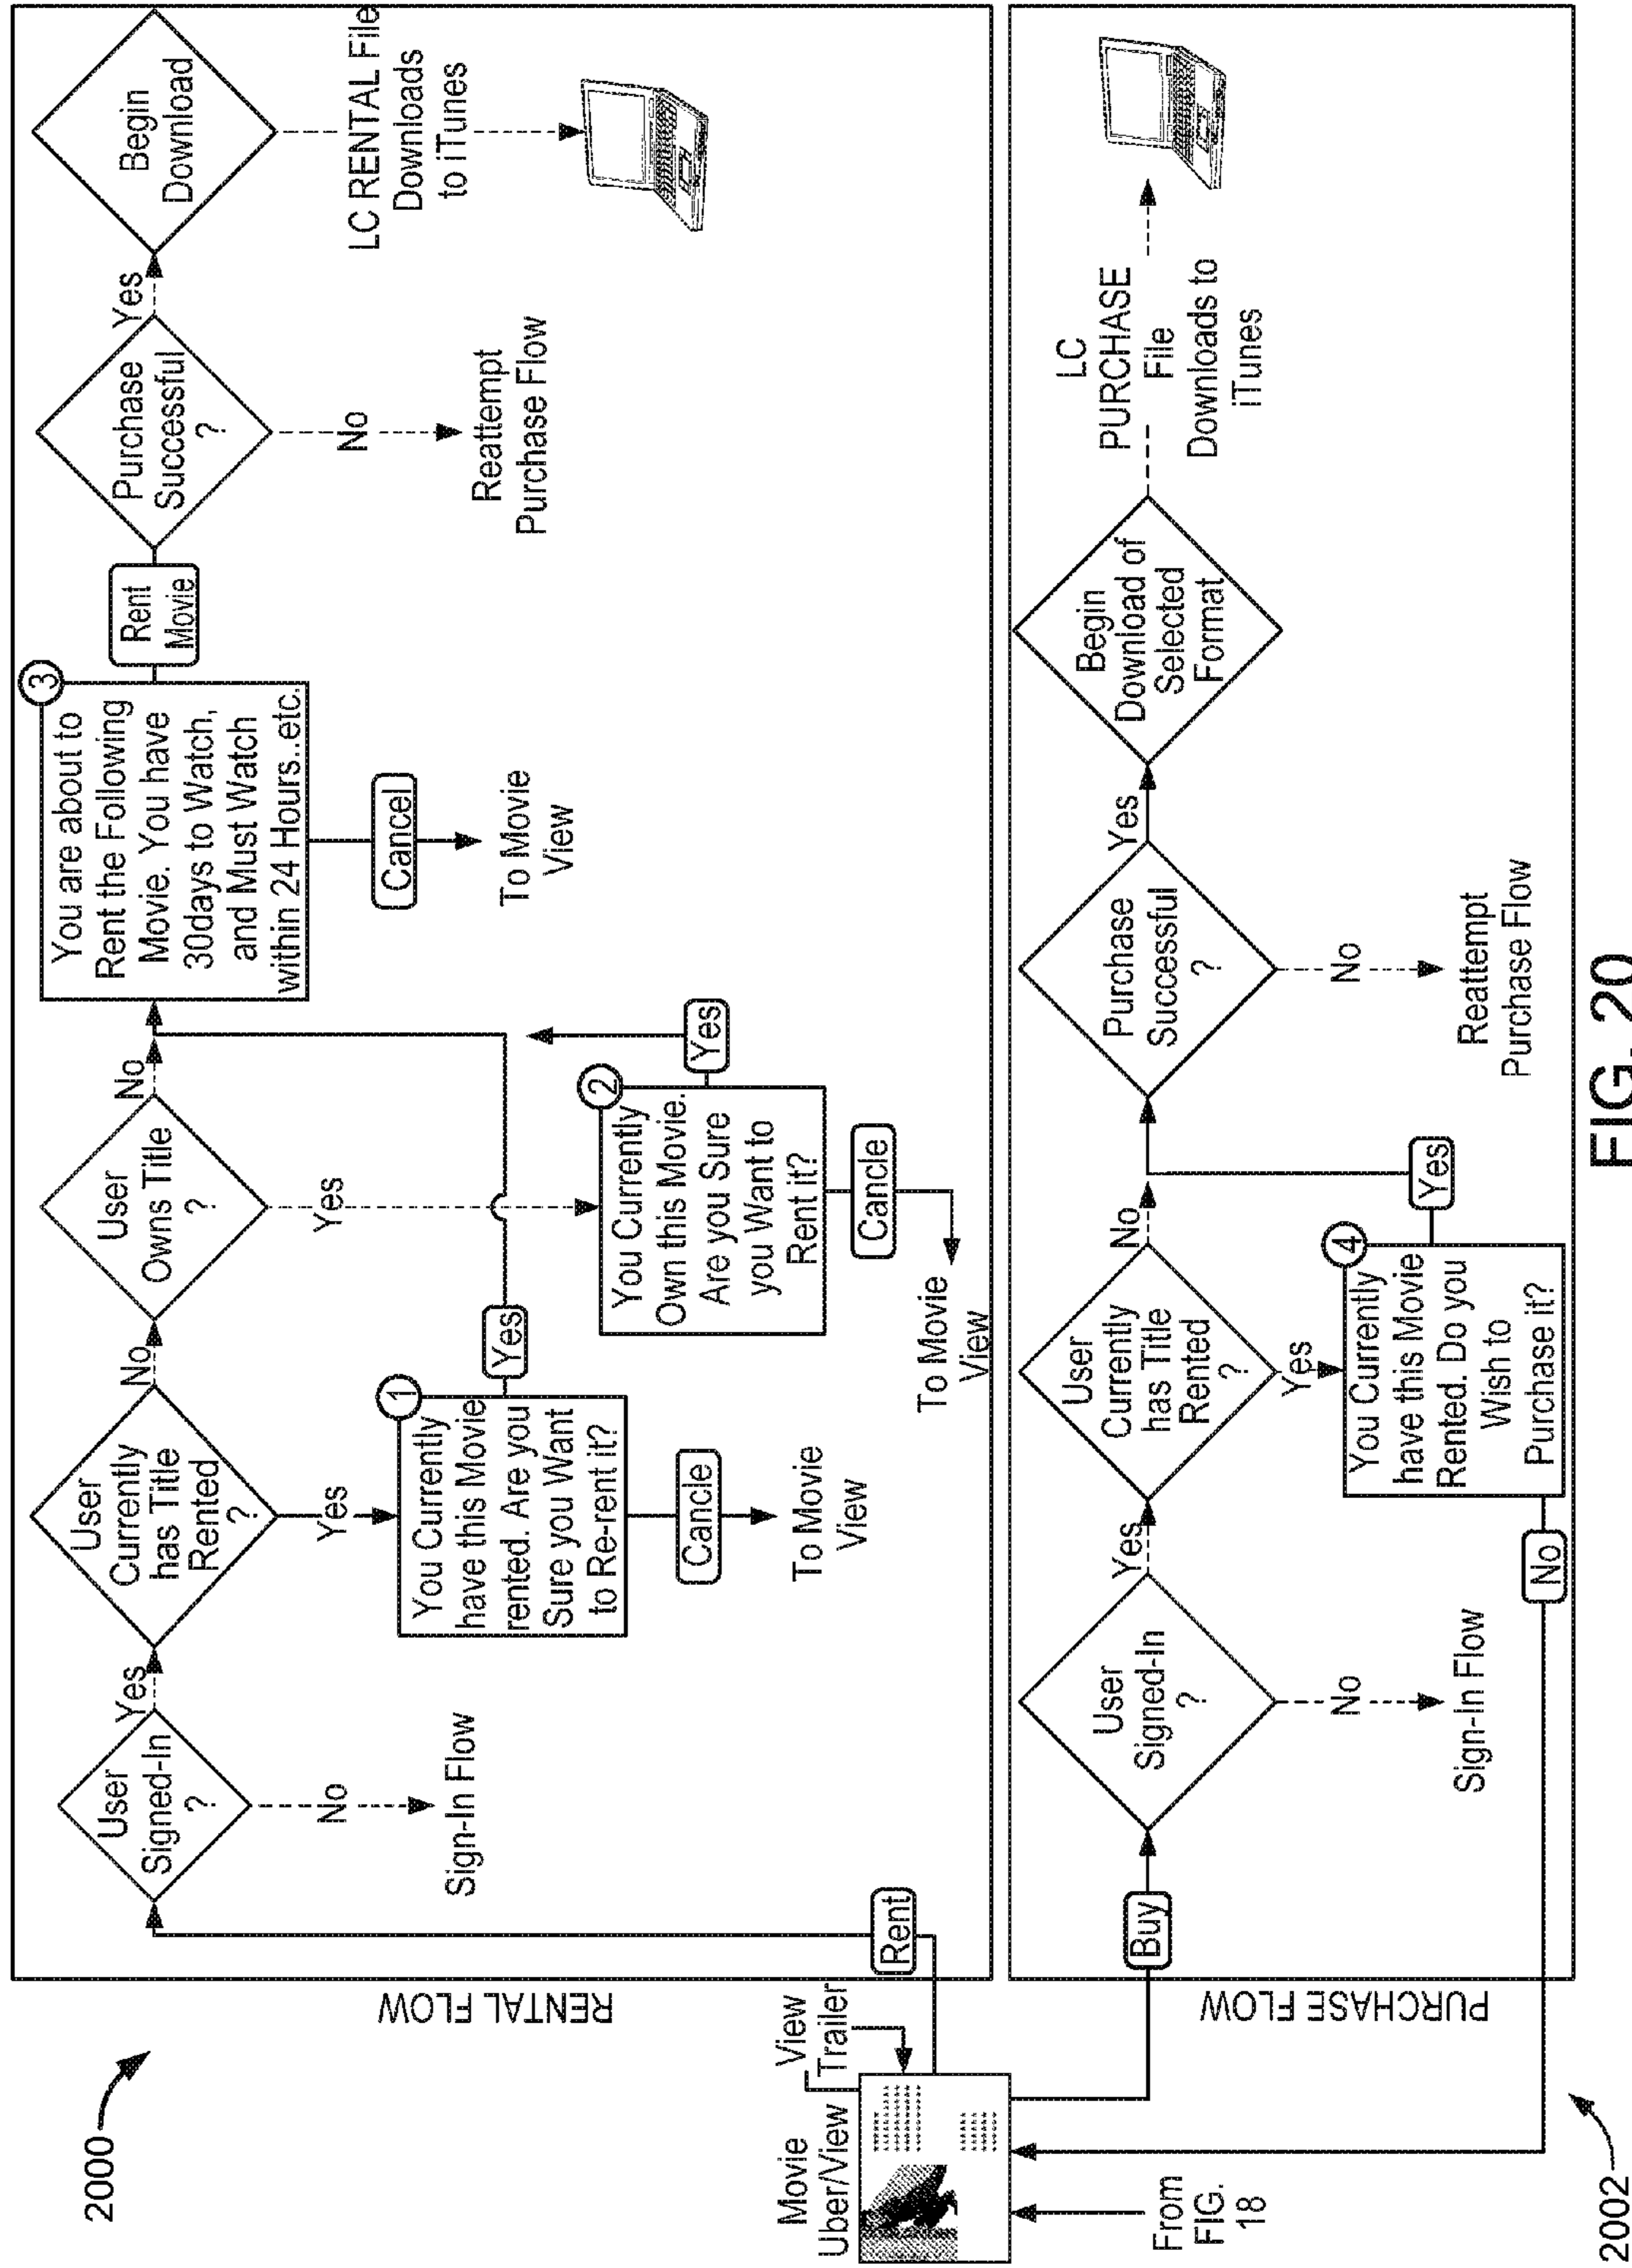 2000
RENTAL FLOW
User
Signed-In
?
Yes
No
Sign-In Flow
User
Currently
has Title
Rented
?
No
Yes
1
You Currently
have this Movie
rented. Are you
Sure you Want
to Re-rent it?
Yes
Cancle
To Movie
View
User
Owns Title
?
No
Yes
2
You Currently
Own this Movie.
Are you Sure
you Want to
Rent it?
Yes
Cancle
To Movie
View
3
You are about to
Rent the Following
Movie. You have
30days to Watch,
and Must Watch
within 24 Hours..etc.
Cancel
To Movie
View
Rent
Movie
Purchase
Successful
?
Yes
No
Reattempt
Purchase Flow
Begin
Download
LC RENTAL File
Downloads
to iTunes
Rent
Movie
Uber/View
View
Trailer
From
FIG.
18
2002
PURCHASE FLOW
Buy
User
Signed-In
?
Yes
No
Sign-In Flow
User
Currently
has Title
Rented
?
No
Yes
4
You Currently
have this Movie
Rented. Do you
Wish to
Purchase it?
Yes
No
Purchase
Successful
?
Yes
No
Reattempt
Purchase Flow
Begin
Download of
Selected
Format
LC
PURCHASE
File
Downloads to
iTunes
FIG. 20